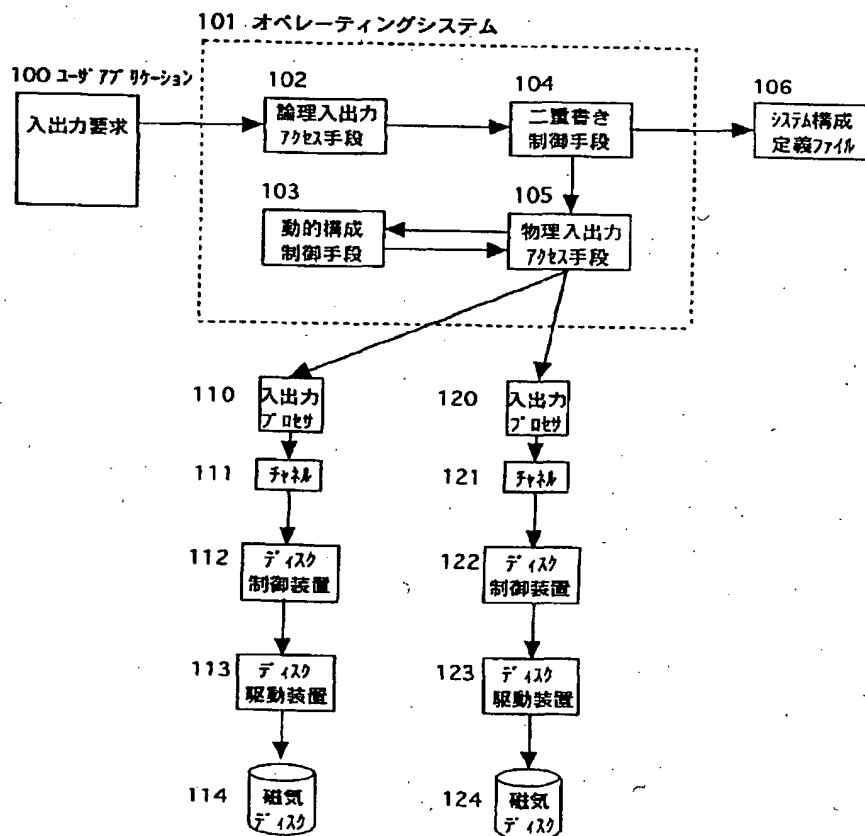 101 オペレーティングシステム
100 ユーザアプリケーション
入出力要求
102
論理入出力
アクセス手段
104
二重書き
制御手段
106
システム構成
定義ファイル
103
動的構成
制御手段
105
物理入出力
アクセス手段
110
入出力
プロセサ
120
入出力
プロセサ
111
チャネル
121
チャネル
112
ディスク
制御装置
122
ディスク
制御装置
113
ディスク
駆動装置
123
ディスク
駆動装置
114
磁気
ディスク
124
磁気
ディスク